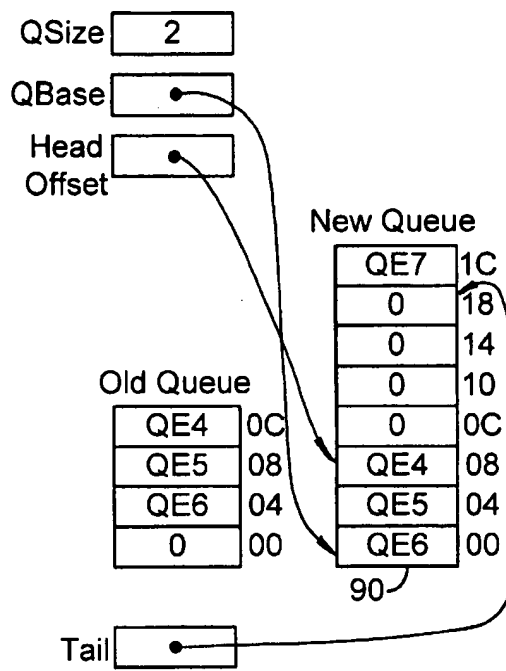 QSize 2
QBase
Head
Offset
New Queue
QE7 1C
0 18
0 14
0 10
0 0C
QE4 08
QE5 04
QE6 00
90
Old Queue
QE4 0C
QE5 08
QE6 04
0 00
Tail